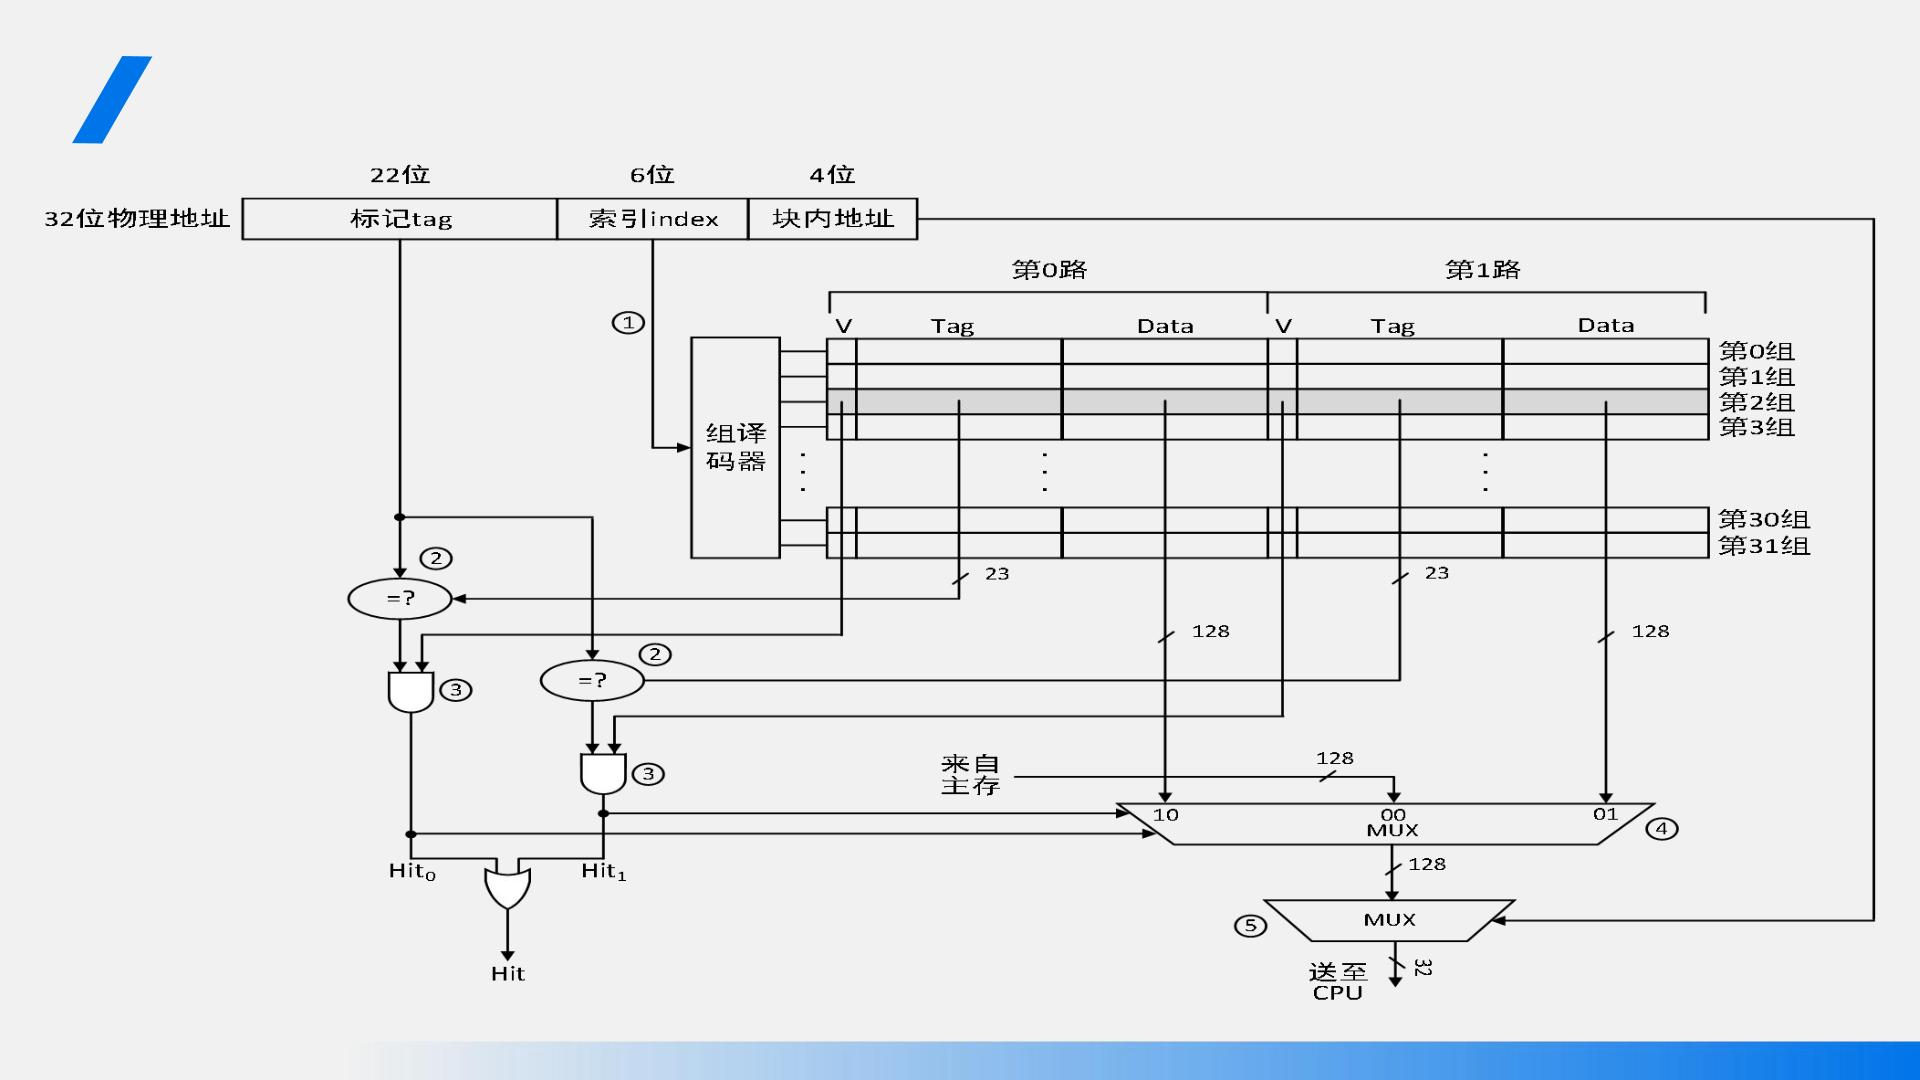 22位 6位 4位
32位物理地址 标记tag 索引index 块内地址
第0路 第1路
①
V Tag Data V Tag Data
第0组
第1组
第2组
第3组
组译
码器
第30组
第31组
②
=?
23 23
128 128
②
=?
③
③
来自
主存
128
10 00 01
MUX
④
Hit0 Hit1
128
⑤
MUX
Hit
送至
CPU
32